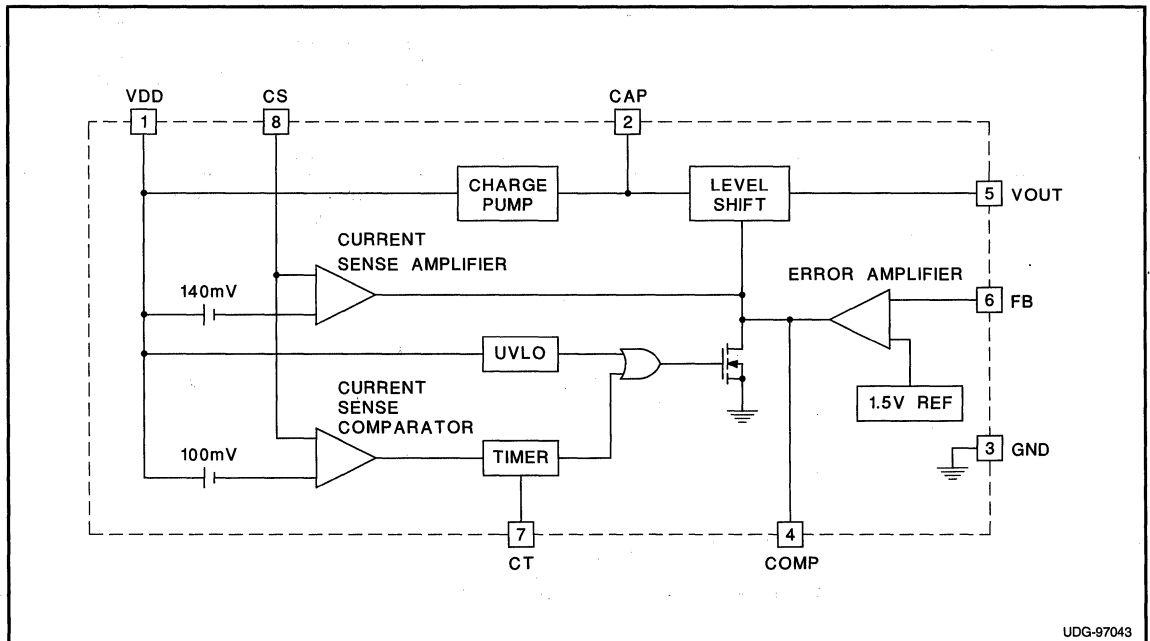 VDD
CS
CAP
1
8
2
CHARGE
PUMP
LEVEL
SHIFT
5
VOUT
CURRENT
SENSE AMPLIFIER
ERROR AMPLIFIER
140mV
6
FB
UVLO
1.5V REF
CURRENT
SENSE
COMPARATOR
100mV
TIMER
3
GND
7
4
CT
COMP
UDG-97043